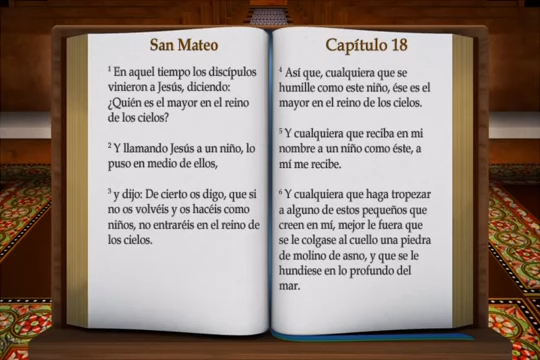 San Mateo
1 En aquel tiempo los discípulos
vinieron a Jesús, diciendo:
¿Quién es el mayor en el reino
de los cielos?
2 Y llamando Jesús a un niño, lo
puso en medio de ellos,
3 y dijo: De cierto os digo, que si
no os volvéis y os hacéis como
niños, no entraréis en el reino de
los cielos.
Capítulo 18
4 Así que, cualquiera que se
humille como este niño, ése es el
mayor en el reino de los cielos.
5 Y cualquiera que reciba en mi
nombre a un niño como éste, a
mí me recibe.
6 Y cualquiera que haga tropezar
a alguno de estos pequeños que
creen en mí, mejor le fuera que
se le colgase al cuello una piedra
de molino de asno, y que se le
hundiese en lo profundo del
mar.